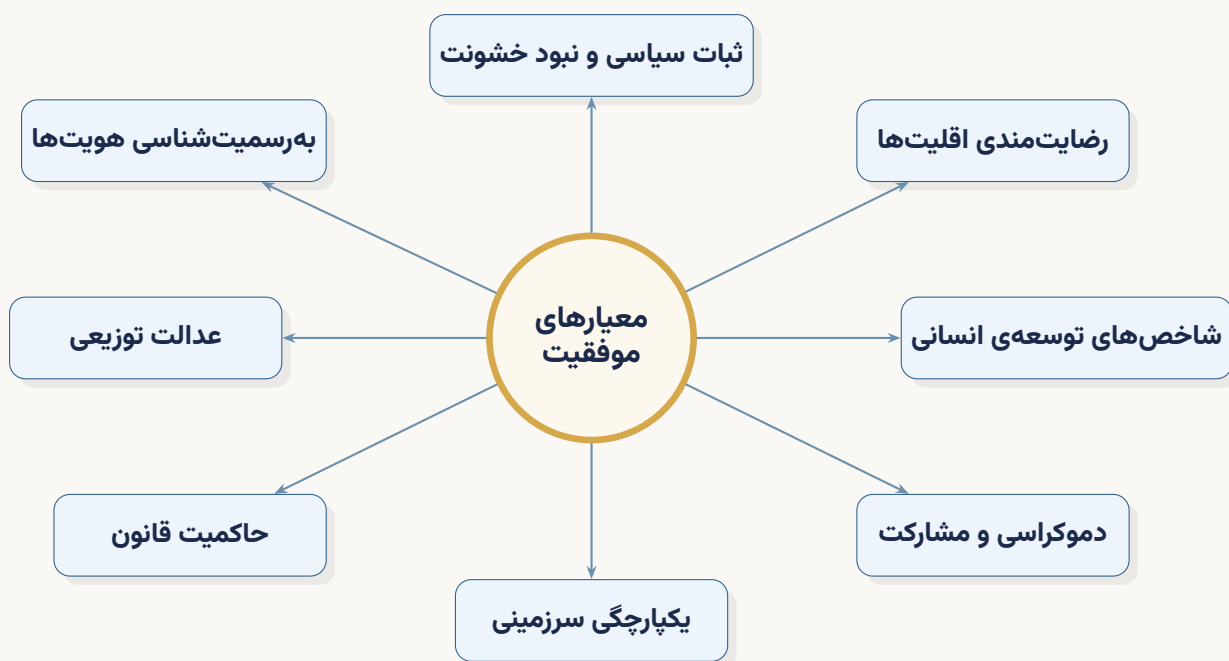 ثبات سیاسی و نبود خشونت
رضایت‌مندی اقلیت‌ها
به‌رسمیت‌شناسی هویت‌ها
معیارهای
موفقیت
شاخص‌های توسعه‌ی انسانی
عدالت توزیعی
دموکراسی و مشارکت
حاکمیت قانون
یکپارچگی سرزمینی